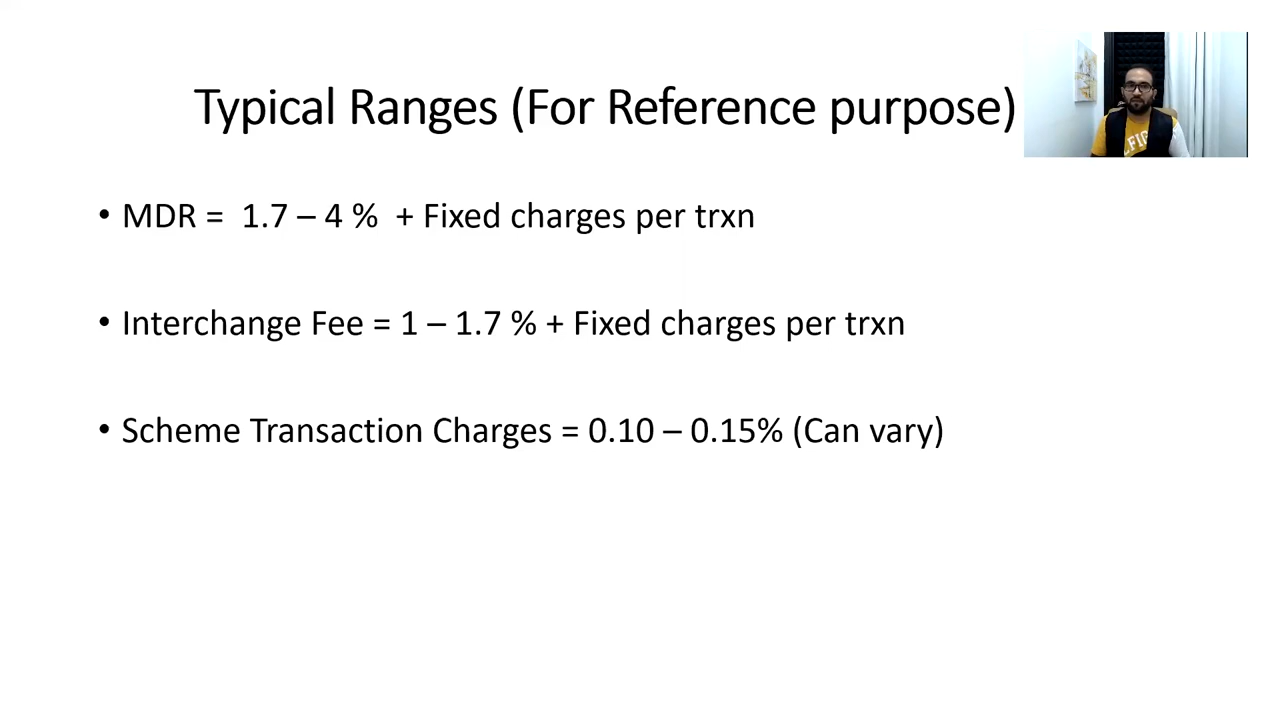 Typical Ranges (For Reference purpose)
• MDR = 1.7 – 4 % + Fixed charges per trxn
• Interchange Fee = 1 – 1.7 % + Fixed charges per trxn
• Scheme Transaction Charges = 0.10 – 0.15% (Can vary)